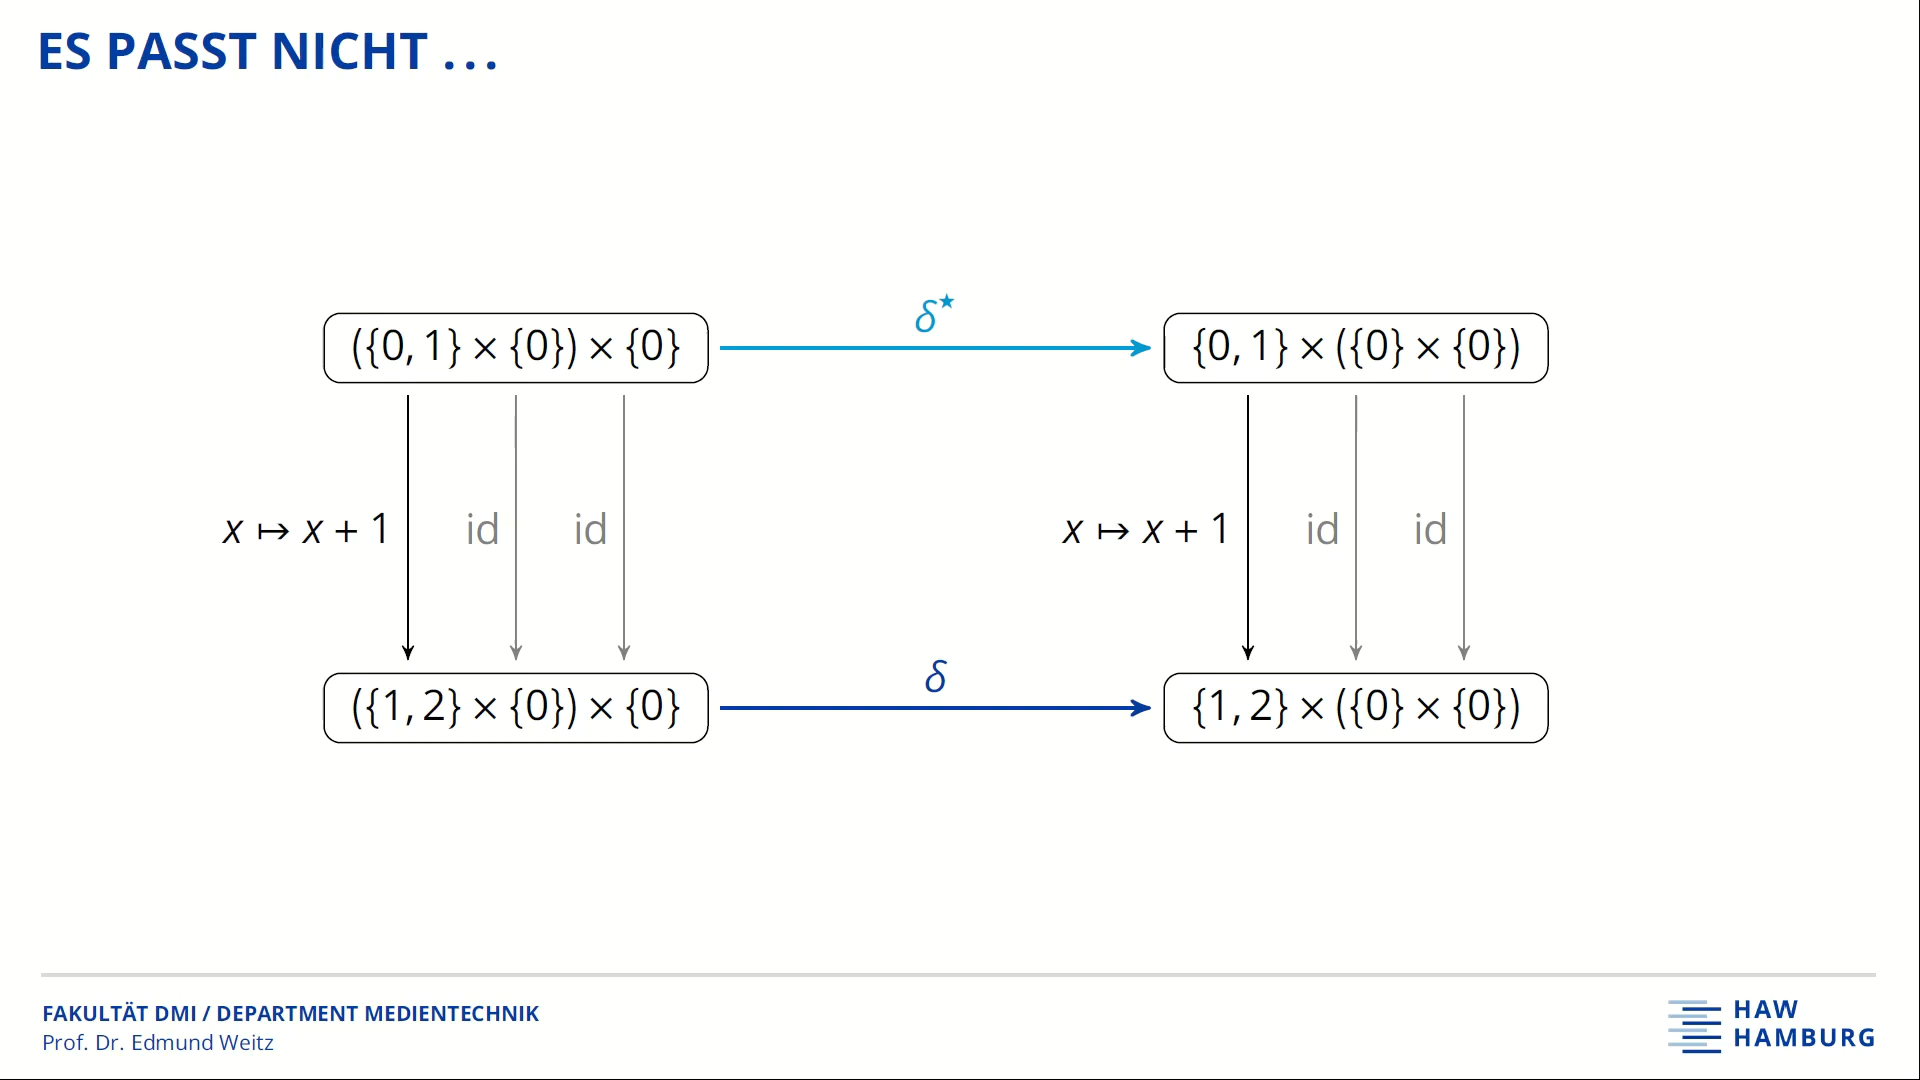 ES PASST NICHT ...
δ★
({0, 1} × {0}) × {0}
{0, 1} × ({0} × {0})
x ↦ x + 1
id
id
x ↦ x + 1
id
id
δ
({1, 2} × {0}) × {0}
{1, 2} × ({0} × {0})
FAKULTÄT DMI / DEPARTMENT MEDIENTECHNIK
Prof. Dr. Edmund Weitz
HAW
HAMBURG